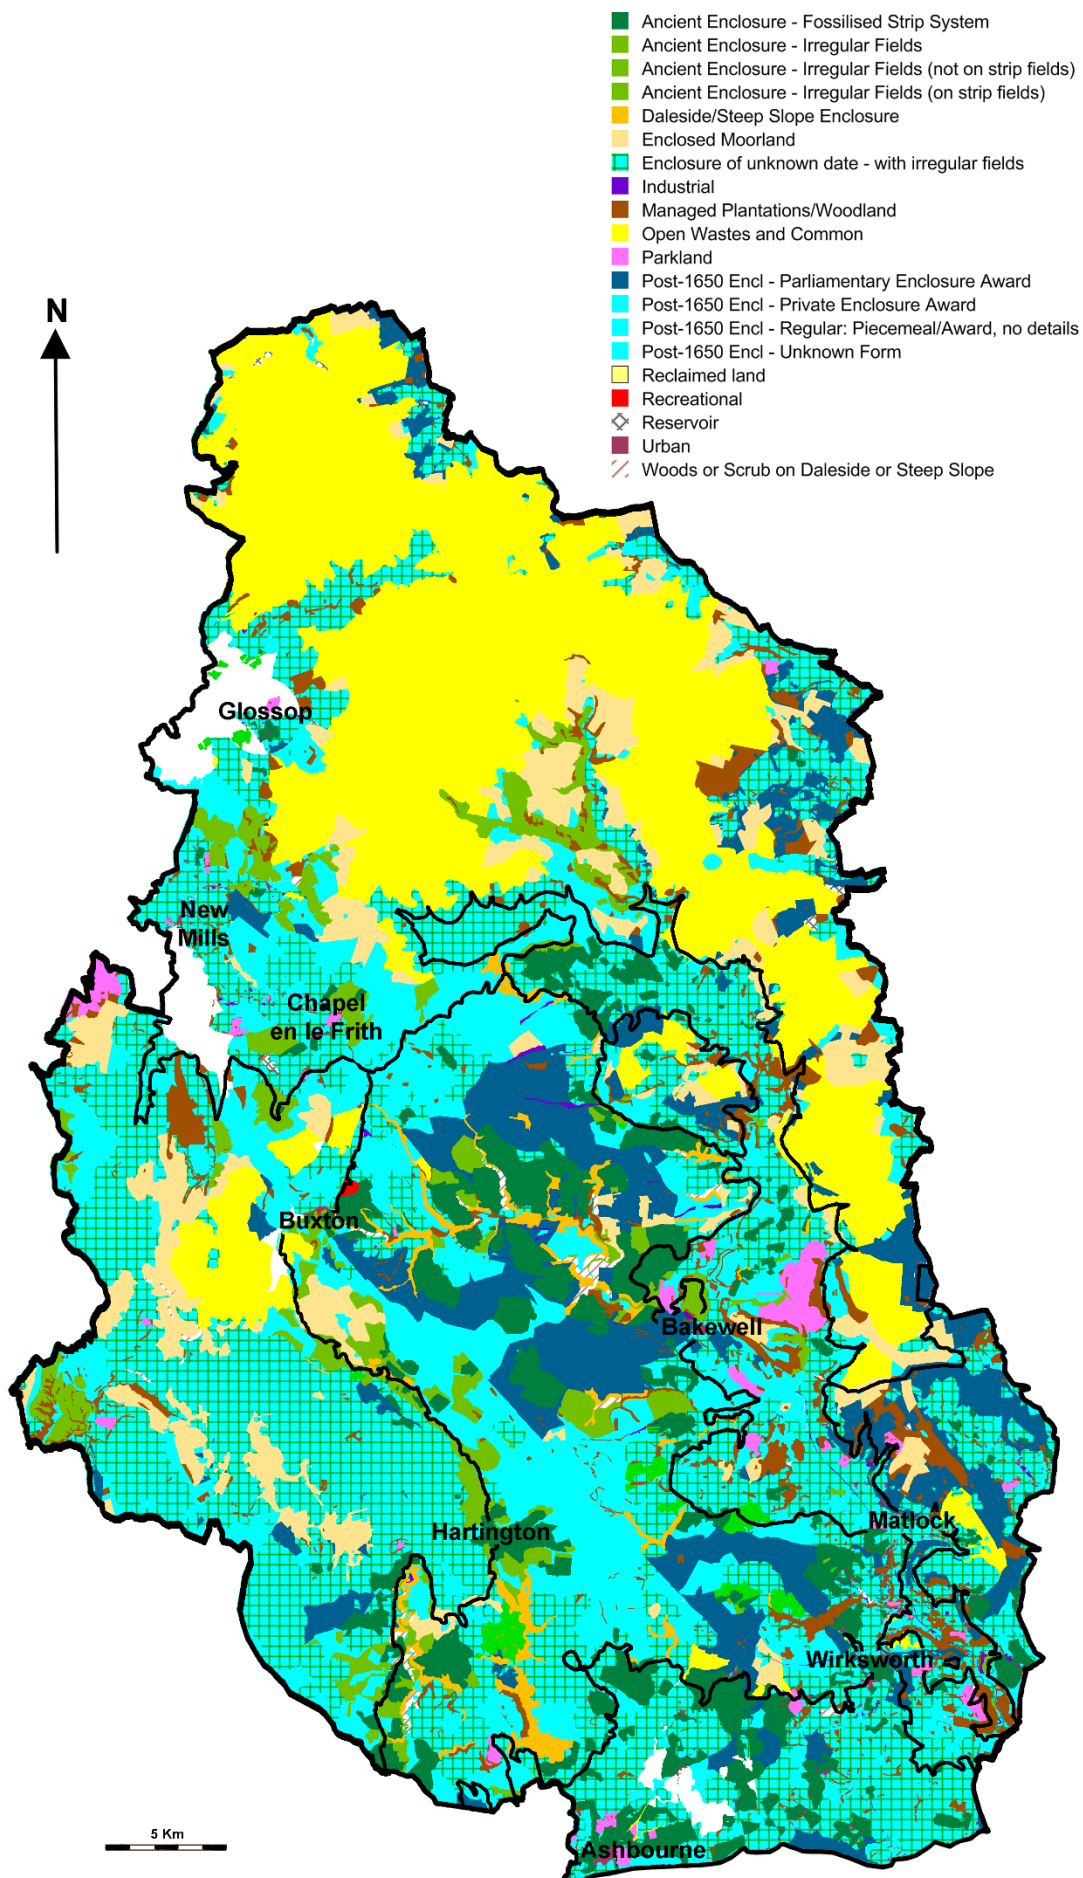 Ancient Enclosure - Fossilised Strip System
Ancient Enclosure - Irregular Fields
Ancient Enclosure - Irregular Fields (not on strip fields)
Ancient Enclosure - Irregular Fields (on strip fields)
Daleside/Steep Slope Enclosure
Enclosed Moorland
Enclosure of unknown date - with irregular fields
Industrial
Managed Plantations/Woodland
Open Wastes and Common
Parkland
Post-1650 Encl - Parliamentary Enclosure Award
Post-1650 Encl - Private Enclosure Award
Post-1650 Encl - Regular: Piecemeal/Award, no details
Post-1650 Encl - Unknown Form
Reclaimed land
Recreational
Reservoir
Urban
Woods or Scrub on Daleside or Steep Slope
N
Glossop
New
Mills
Chapel
en le Frith
Buxton
Bakewell
Hartington
Matlock
Wirksworth
5 Km
Ashbourne